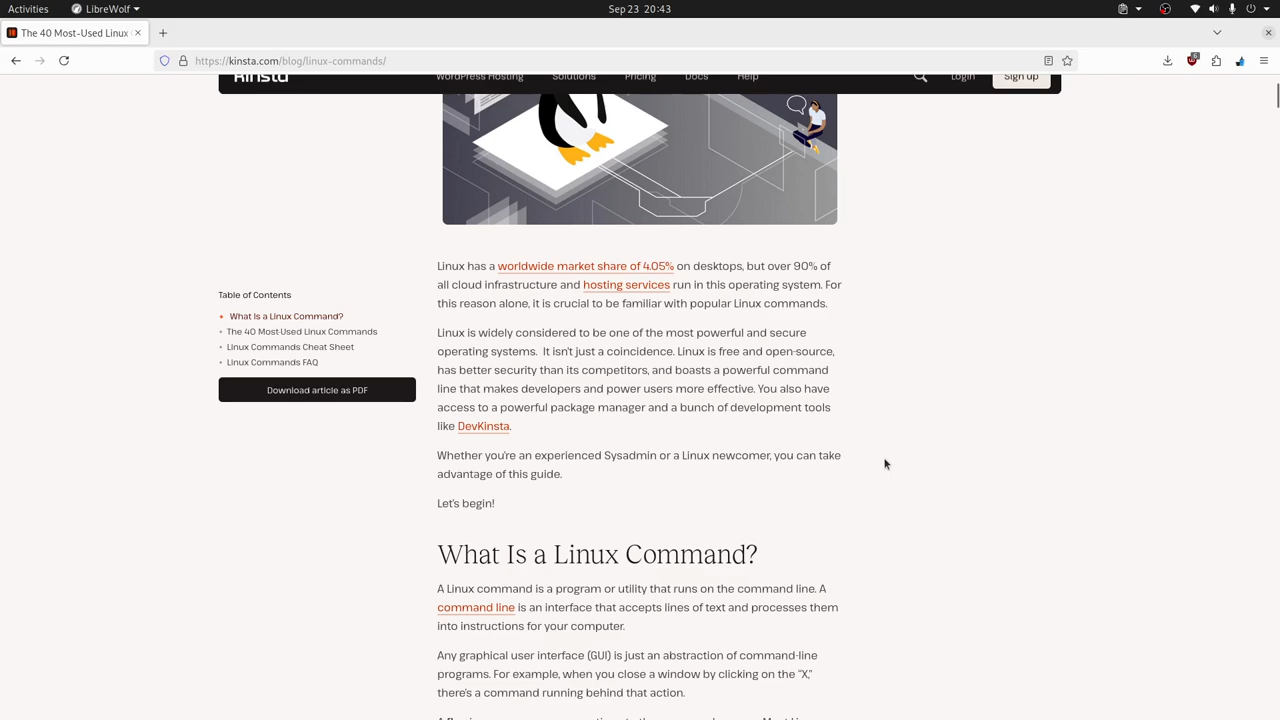 Activities
LibreWolf
Sep 23 20:43
The 40 Most-Used Linux
https://kinsta.com/blog/linux-commands/
6
Kinsta
WordPress Hosting
Solutions
Pricing
Docs
Help
Login
Sign Up
Linux has a worldwide market share of 4.05% on desktops, but over 90% of
all cloud infrastructure and hosting services run in this operating system. For
this reason alone, it is crucial to be familiar with popular Linux commands.
Table of Contents
What Is a Linux Command?
The 40 Most-Used Linux Commands
Linux Commands Cheat Sheet
Linux Commands FAQ
Download article as PDF
Linux is widely considered to be one of the most powerful and secure
operating systems.  It isn't just a coincidence. Linux is free and open-source,
has better security than its competitors, and boasts a powerful command
line that makes developers and power users more effective. You also have
access to a powerful package manager and a bunch of development tools
like DevKinsta.
Whether you're an experienced Sysadmin or a Linux newcomer, you can take
advantage of this guide.
Let's begin!
What Is a Linux Command?
A Linux command is a program or utility that runs on the command line. A
command line is an interface that accepts lines of text and processes them
into instructions for your computer.
Any graphical user interface (GUI) is just an abstraction of command-line
programs. For example, when you close a window by clicking on the “X,”
there's a command running behind that action.